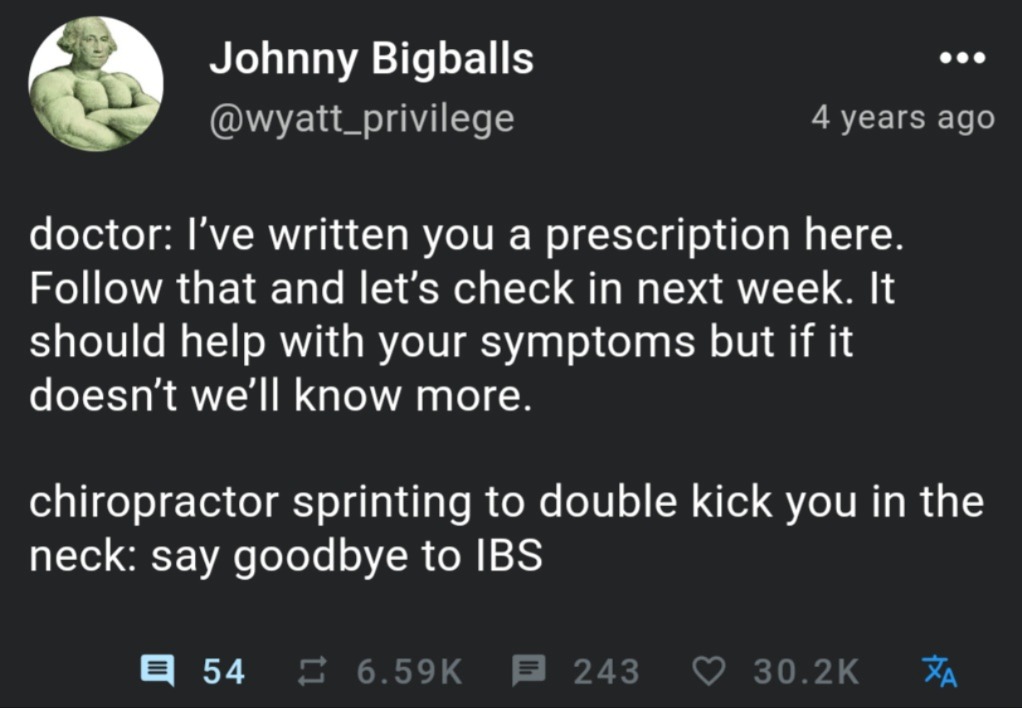 Johnny Bigballs
@wyatt_privilege
4 years ago
doctor: I’ve written you a prescription here.
Follow that and let’s check in next week. It
should help with your symptoms but if it
doesn’t we’ll know more.
chiropractor sprinting to double kick you in the
neck: say goodbye to IBS
54 6.59K 243 30.2K